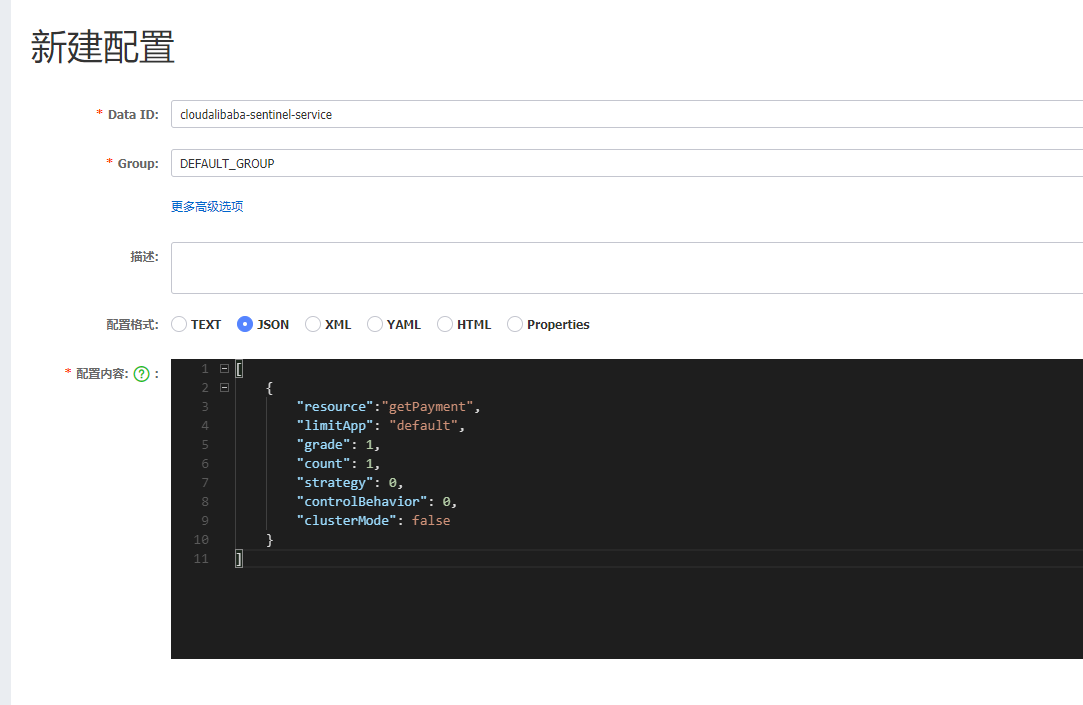 新建配置
* Data ID: cloudalibaba-sentinel-service
* Group: DEFAULT_GROUP
更多高级选项
描述:
配置格式: TEXT JSON XML YAML HTML Properties
* 配置内容: ? :
1 [
2 {
3 "resource":"getPayment",
4 "limitApp": "default",
5 "grade": 1,
6 "count": 1,
7 "strategy": 0,
8 "controlBehavior": 0,
9 "clusterMode": false
10 }
11 ]